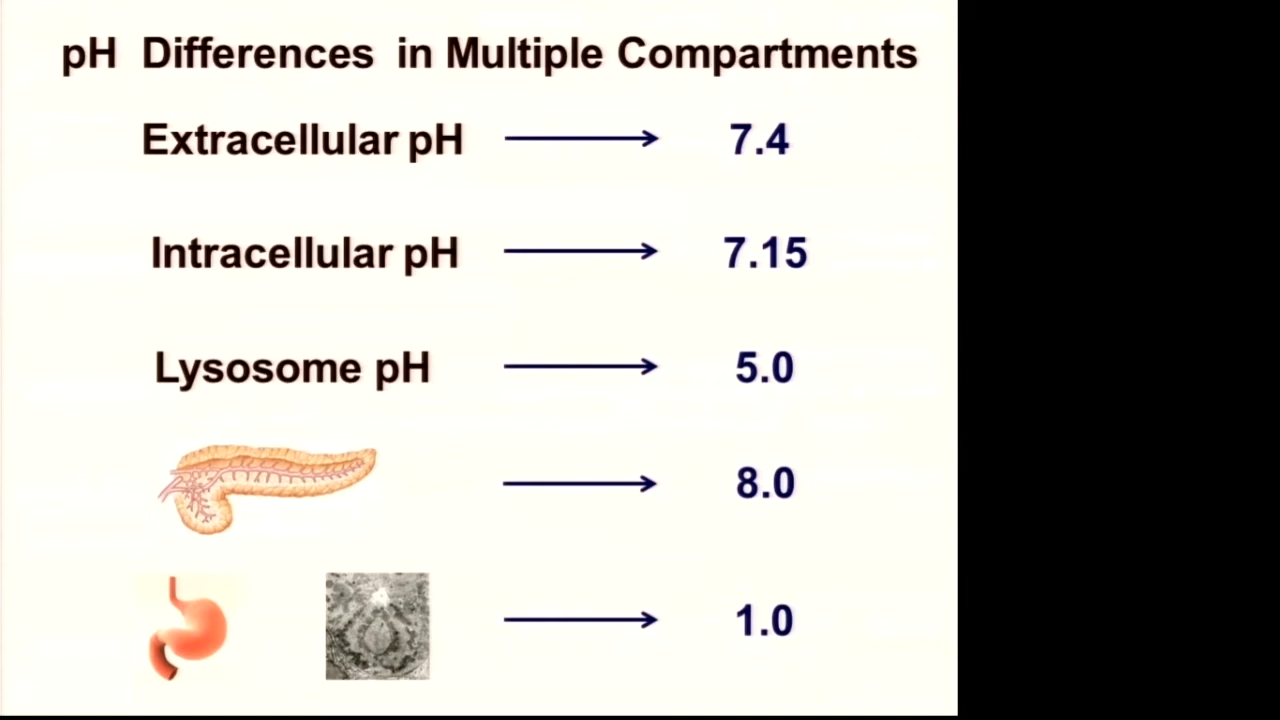 pH Differences in Multiple Compartments
Extracellular pH 7.4
Intracellular pH 7.15
Lysosome pH 5.0
8.0
1.0